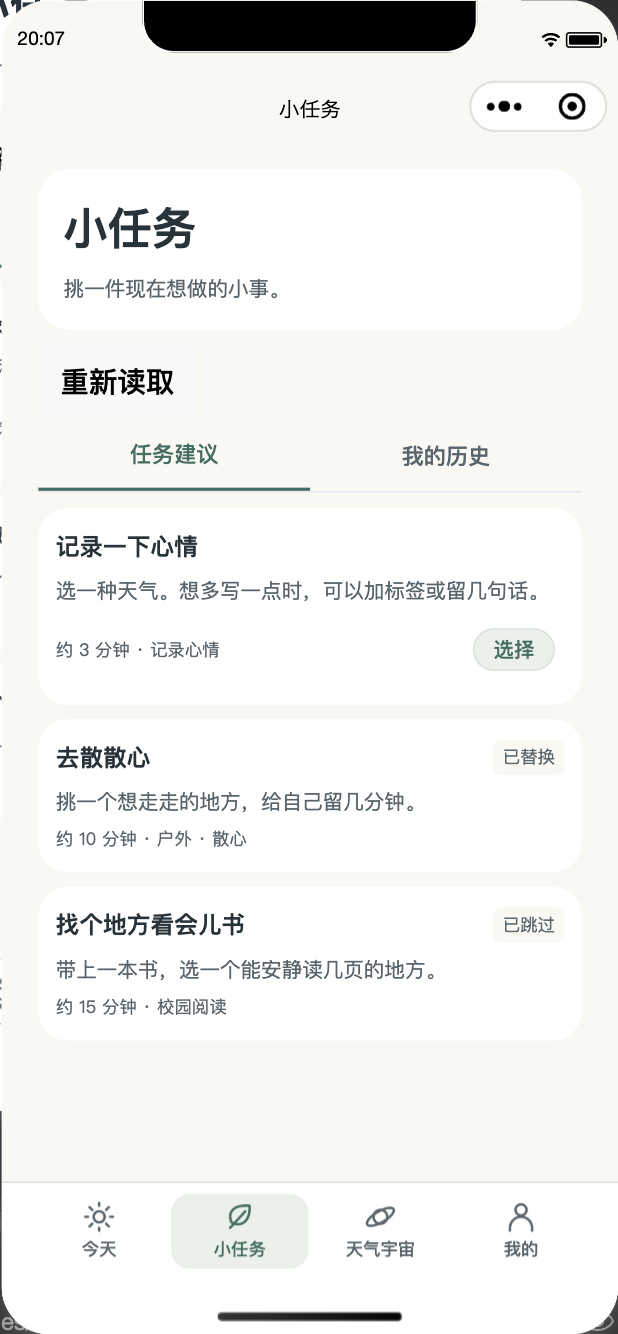 20:07
小任务
小任务
挑一件现在想做的小事。
重新读取
任务建议
我的历史
记录一下心情
选一种天气。想多写一点时，可以加标签或留几句话。
约 3 分钟 · 记录心情
选择
去散散心
已替换
挑一个想走走的地方，给自己留几分钟。
约 10 分钟 · 户外 · 散心
找个地方看会儿书
已跳过
带上一本书，选一个能安静读几页的地方。
约 15 分钟 · 校园阅读
今天
小任务
天气宇宙
我的